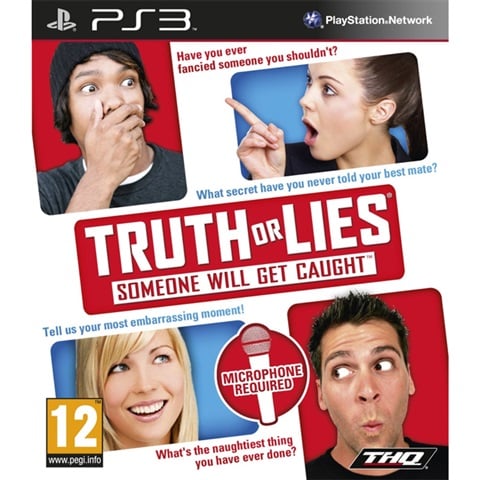 PS3
PlayStation®Network
Have you ever
fancied someone you shouldn't?
What secret have you never told your best mate?
TRUTH OR LIES®
SOMEONE WILL GET CAUGHT™
Tell us your most embarrassing moment!
MICROPHONE
REQUIRED
12
www.pegi.info
What's the naughtiest thing
you have ever done?
THQ